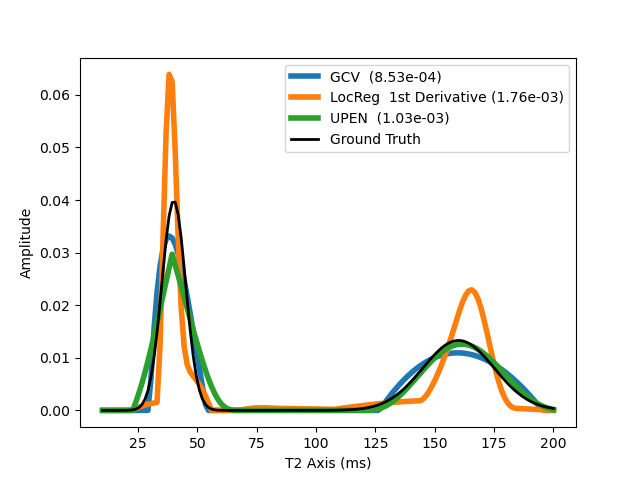 GCV (8.53e-04)
LocReg 1st Derivative (1.76e-03)
UPEN (1.03e-03)
Ground Truth
0.06
0.05
0.04
0.03
0.02
0.01
0.00
Amplitude
25 50 75 100 125 150 175 200
T2 Axis (ms)